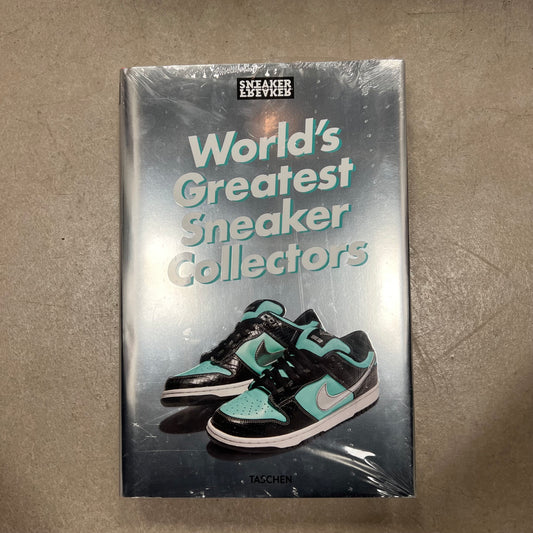 SNEAKER
FREAKER
World's
Greatest
Sneaker
Collectors
TASCHEN